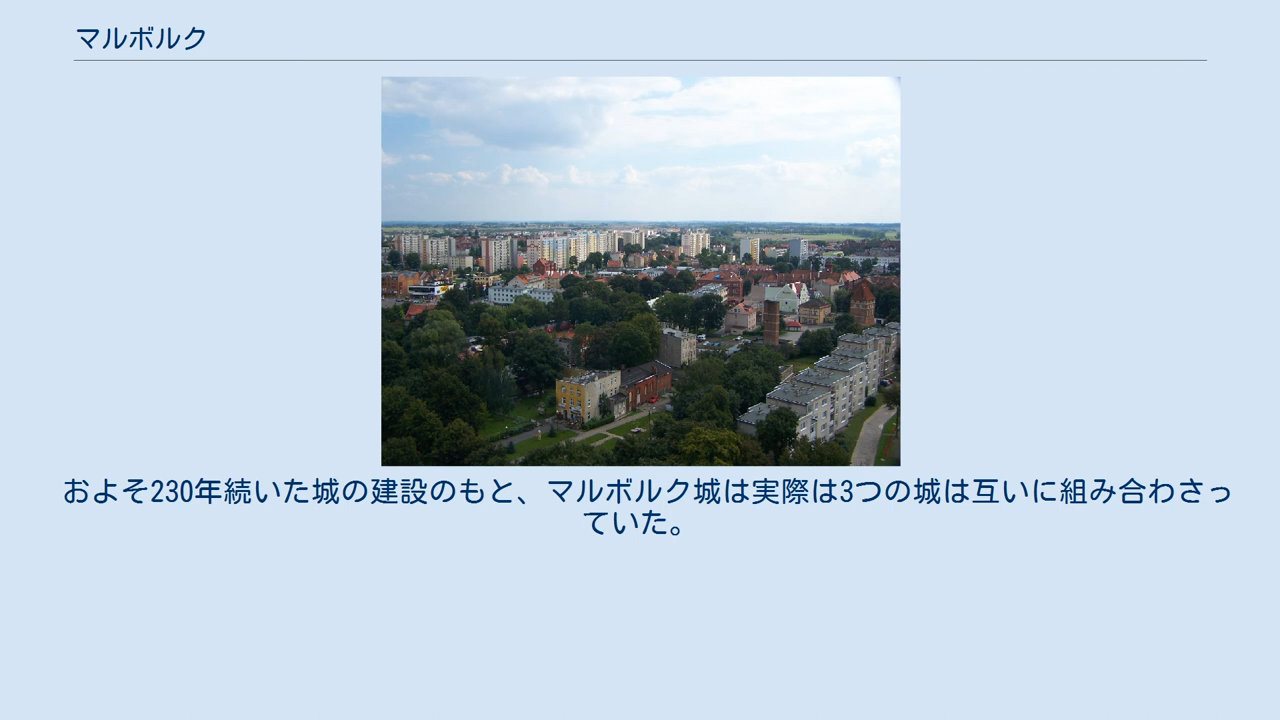 マルボルク
およそ230年続いた城の建設のもと、マルボルク城は実際は3つの城は互いに組み合わさっ
ていた。